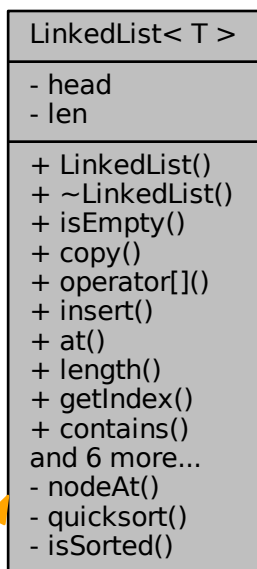 LinkedList< T >
- head
- len
+ LinkedList()
+ ~LinkedList()
+ isEmpty()
+ copy()
+ operator[]()
+ insert()
+ at()
+ length()
+ getIndex()
+ contains()
and 6 more...
- nodeAt()
- quicksort()
- isSorted()